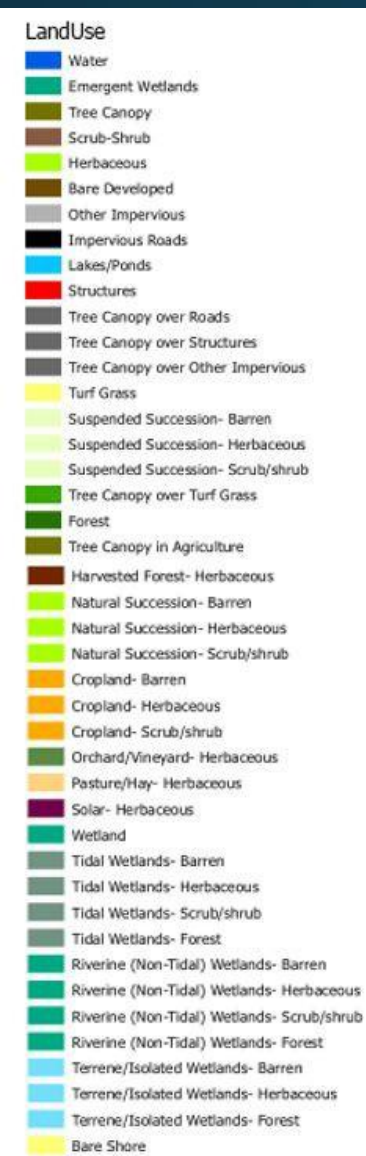 LandUse
Water
Emergent Wetlands
Tree Canopy
Scrub-Shrub
Herbaceous
Bare Developed
Other Impervious
Impervious Roads
Lakes/Ponds
Structures
Tree Canopy over Roads
Tree Canopy over Structures
Tree Canopy over Other Impervious
Turf Grass
Suspended Succession- Barren
Suspended Succession- Herbaceous
Suspended Succession- Scrub/shrub
Tree Canopy over Turf Grass
Forest
Tree Canopy in Agriculture
Harvested Forest- Herbaceous
Natural Succession- Barren
Natural Succession- Herbaceous
Natural Succession- Scrub/shrub
Cropland- Barren
Cropland- Herbaceous
Cropland- Scrub/shrub
Orchard/Vineyard- Herbaceous
Pasture/Hay- Herbaceous
Solar- Herbaceous
Wetland
Tidal Wetlands- Barren
Tidal Wetlands- Herbaceous
Tidal Wetlands- Scrub/shrub
Tidal Wetlands- Forest
Riverine (Non-Tidal) Wetlands- Barren
Riverine (Non-Tidal) Wetlands- Herbaceous
Riverine (Non-Tidal) Wetlands- Scrub/shrub
Riverine (Non-Tidal) Wetlands- Forest
Terrene/Isolated Wetlands- Barren
Terrene/Isolated Wetlands- Herbaceous
Terrene/Isolated Wetlands- Forest
Bare Shore